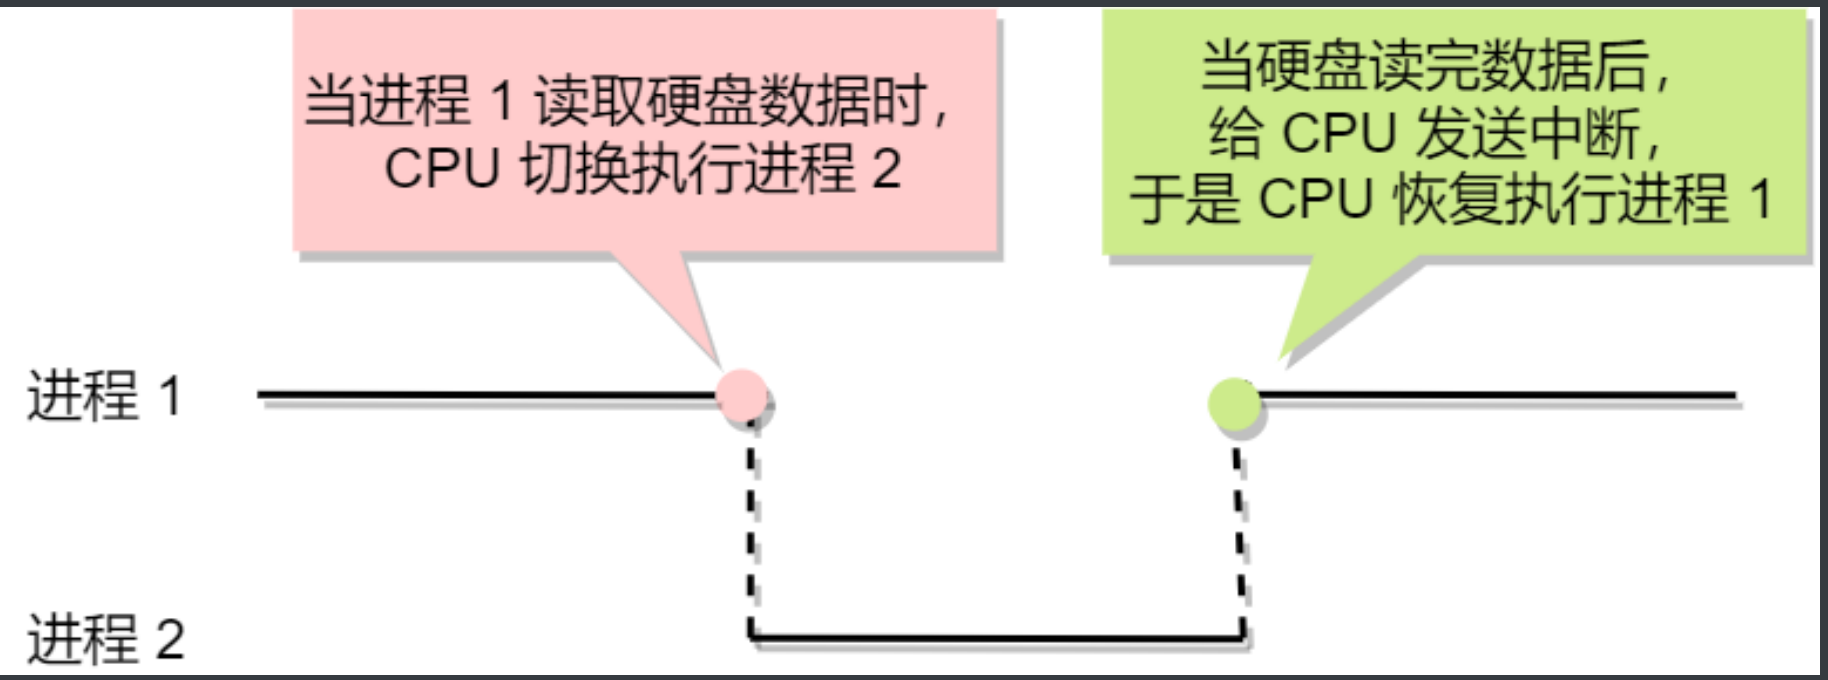 当进程 1 读取硬盘数据时，
CPU 切换执行进程 2
当硬盘读完数据后，
给 CPU 发送中断，
于是 CPU 恢复执行进程 1
进程 1
进程 2